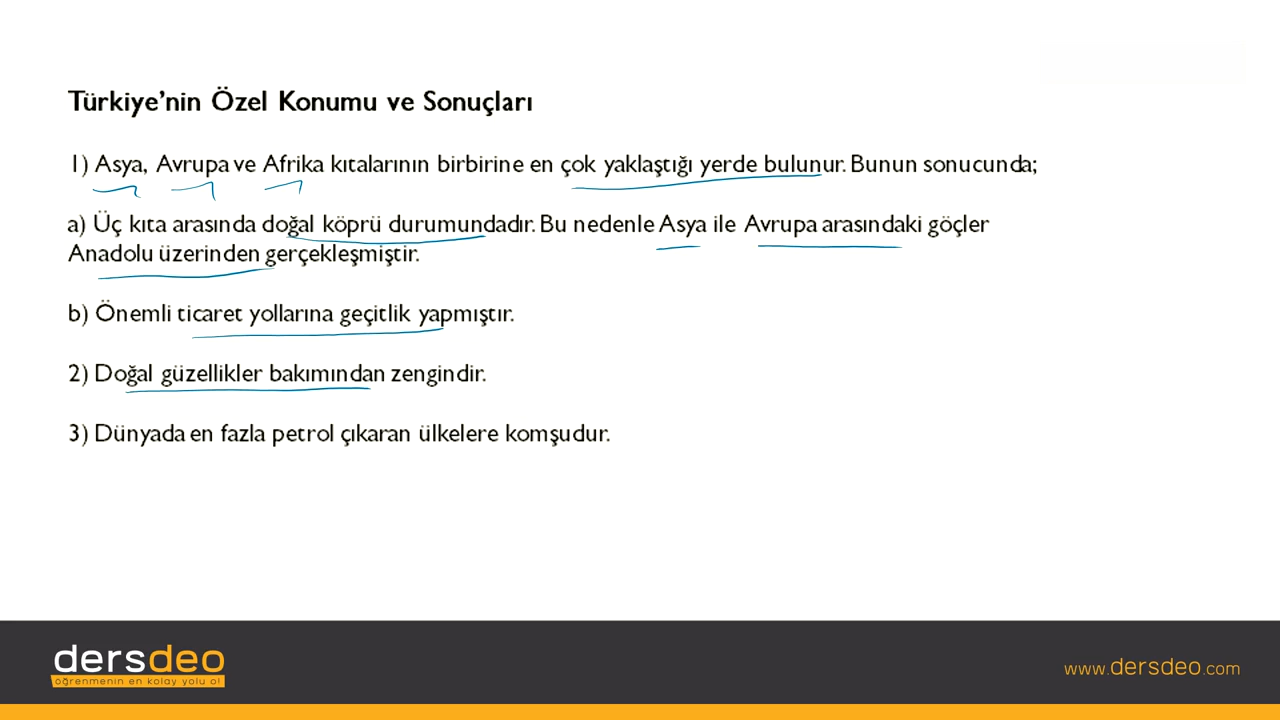 Türkiye'nin Özel Konumu ve Sonuçları
1) Asya, Avrupa ve Afrika kıtalarının birbirine en çok yaklaştığı yerde bulunur. Bunun sonucunda;
a) Üç kıta arasında doğal köprü durumundadır. Bu nedenle Asya ile Avrupa arasındaki göçler
Anadolu üzerinden gerçekleşmiştir.
b) Önemli ticaret yollarına geçitlik yapmıştır.
2) Doğal güzellikler bakımından zengindir.
3) Dünyada en fazla petrol çıkaran ülkelere komşudur.
dersdeo
öğrenmenin en kolay yolu o!
www.dersdeo.com